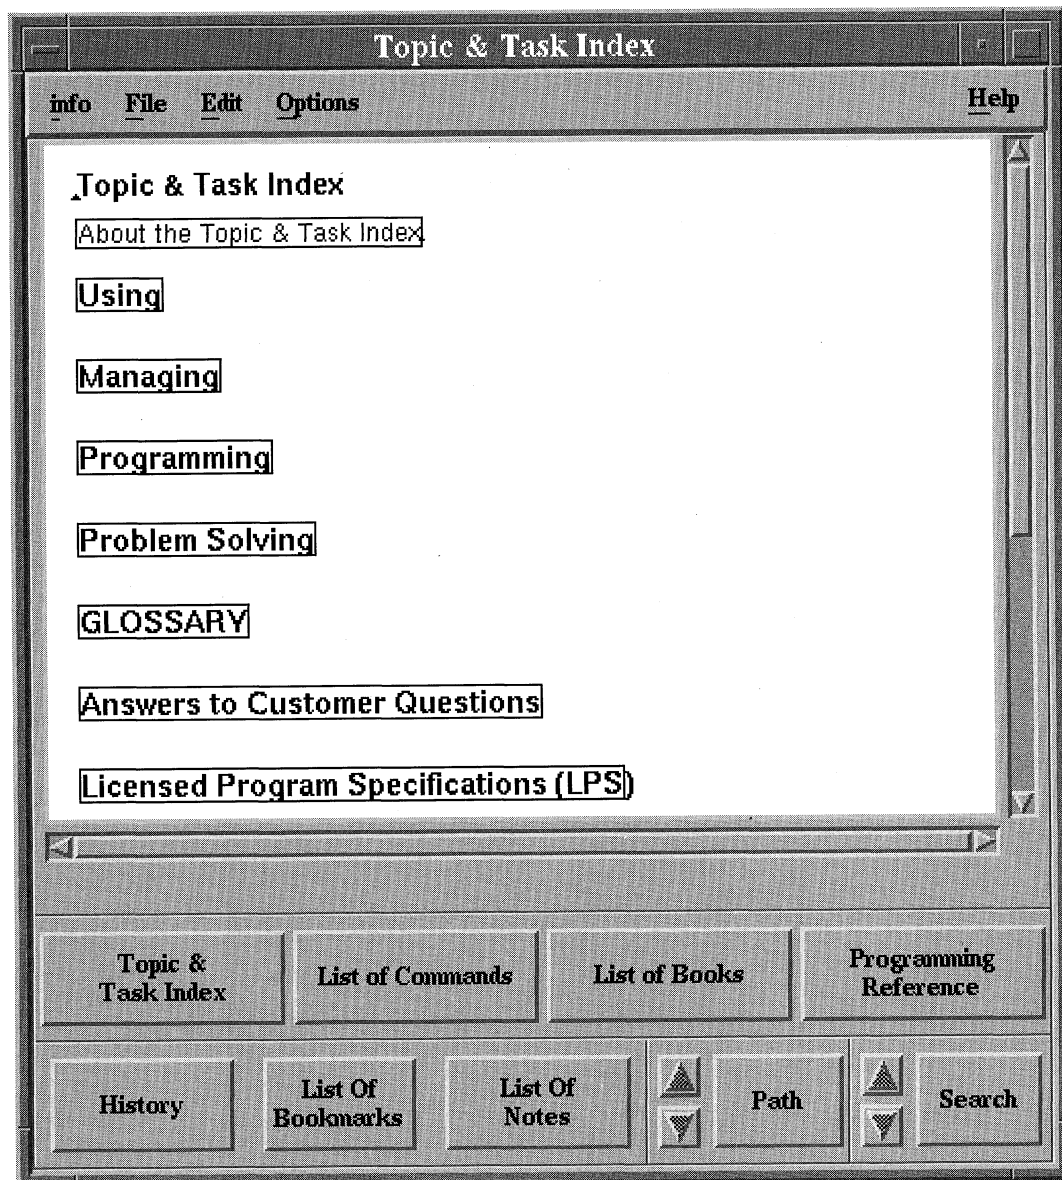 Topic & Task Index
info File Edit Options Help
Topic & Task Index
About the Topic & Task Index
Using
Managing
Programming
Problem Solving
GLOSSARY
Answers to Customer Questions
Licensed Program Specifications (LPS)
Topic &
Task Index
List of Commands
List of Books
Programming
Reference
History
List Of
Bookmarks
List Of
Notes
Path
Search